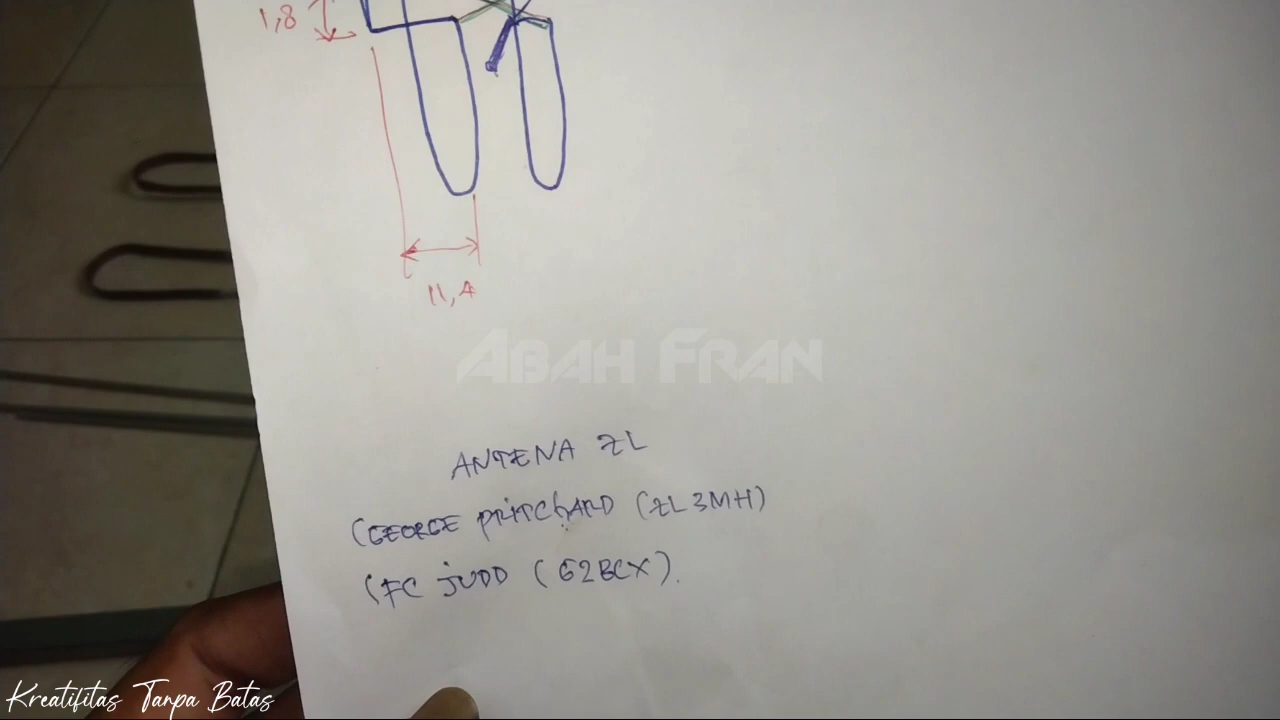 1,8
11,4
ABAH FRAN
ANTENA ZL
(GEORGE PRITCHARD (ZL3MH)
(FC JUDD (G2BCX).
Kreatifitas Tanpa Batas